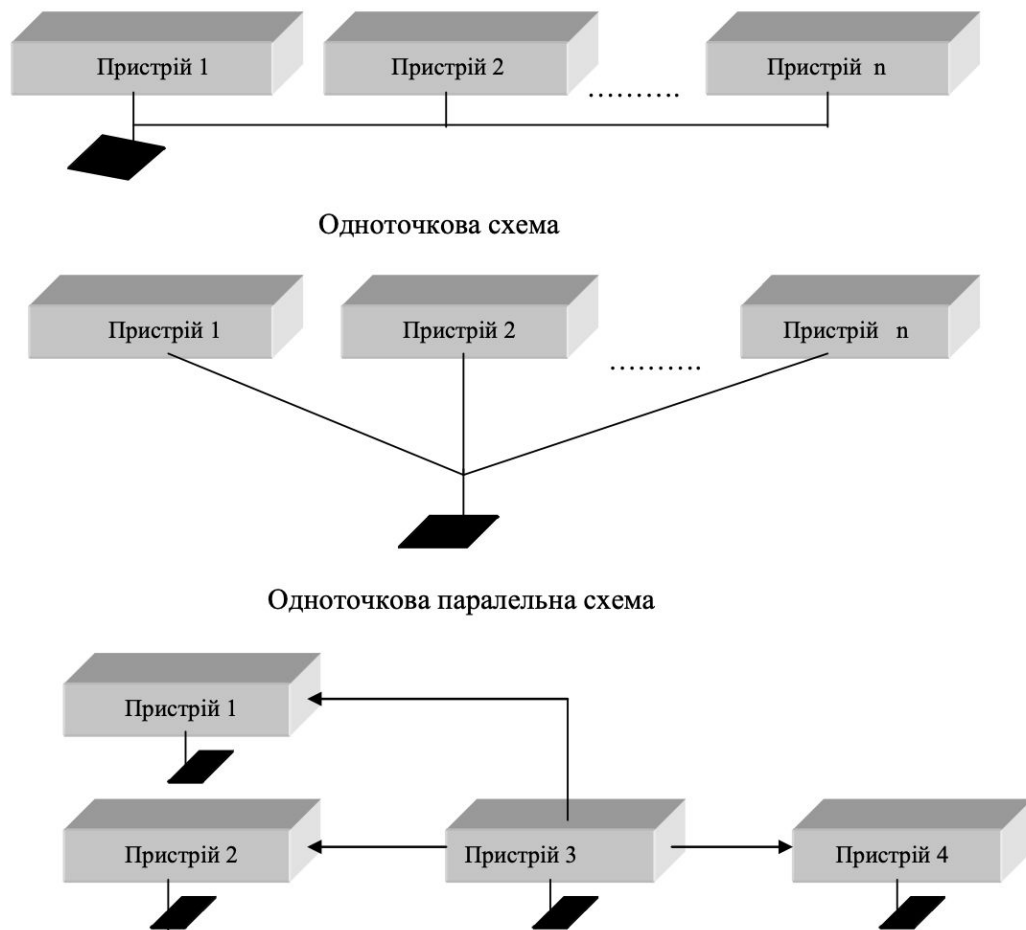 Пристрій 1 Пристрій 2 .......... Пристрій n
Одноточкова схема
Пристрій 1 Пристрій 2 .......... Пристрій n
Одноточкова паралельна схема
Пристрій 1
Пристрій 2 Пристрій 3 Пристрій 4